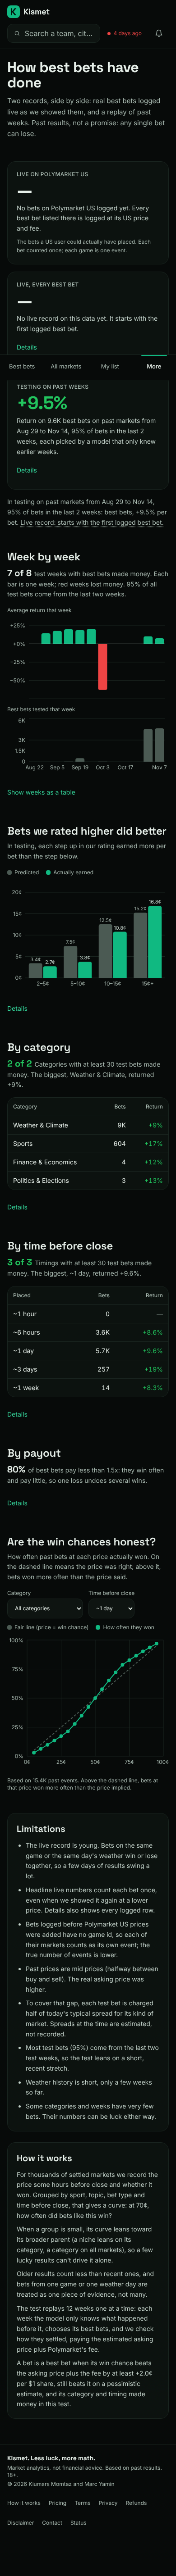 Kismet
Search a team, cit...
4 days ago
How best bets have
done
Two records, side by side: real best bets logged
live as we showed them, and a replay of past
weeks. Past results, not a promise: any single bet
can lose.
LIVE ON POLYMARKET US
—
No bets on Polymarket US logged yet. Every
best bet listed there is logged at its US price
and fee.
The bets a US user could actually have placed. Each
bet counted once; each game is one event.
LIVE, EVERY BEST BET
—
No live record on this data yet. It starts with the
first logged best bet.
Details
Best bets
All markets
My list
More
TESTING ON PAST WEEKS
+9.5%
Return on 9.6K best bets on past markets from
Aug 29 to Nov 14, 95% of bets in the last 2
weeks, each picked by a model that only knew
earlier weeks.
Details
In testing on past markets from Aug 29 to Nov 14,
95% of bets in the last 2 weeks: best bets, +9.5% per
bet. Live record: starts with the first logged best bet.
Week by week
7 of 8 test weeks with best bets made money. Each
bar is one week; red weeks lost money. 95% of all
test bets come from the last two weeks.
Average return that week
+25%
+0%
−25%
−50%
Best bets tested that week
6K
3K
1.5K
0
Aug 22 Sep 5 Sep 19 Oct 3 Oct 17 Nov 7
Show weeks as a table
Bets we rated higher did better
In testing, each step up in our rating earned more per
bet than the step below.
Predicted
Actually earned
20¢
15¢
10¢
5¢
0¢
3.4¢ 2.7¢
7.5¢ 3.8¢
12.5¢ 10.8¢
15.2¢ 16.8¢
2–5¢ 5–10¢ 10–15¢ 15¢+
Details
By category
2 of 2 Categories with at least 30 test bets made
money. The biggest, Weather & Climate, returned
+9%.
Category Bets Return
Weather & Climate 9K +9%
Sports 604 +17%
Finance & Economics 4 +12%
Politics & Elections 3 +13%
Details
By time before close
3 of 3 Timings with at least 30 test bets made
money. The biggest, ~1 day, returned +9.6%.
Placed Bets Return
~1 hour 0 —
~6 hours 3.6K +8.6%
~1 day 5.7K +9.6%
~3 days 257 +19%
~1 week 14 +8.3%
Details
By payout
80% of best bets pay less than 1.5x: they win often
and pay little, so one loss undoes several wins.
Details
Are the win chances honest?
How often past bets at each price actually won. On
the dashed line means the price was right; above it,
bets won more often than the price said.
Category
Time before close
All categories
~1 day
Fair line (price = win chance)
How often they won
100%
75%
50%
25%
0%
0¢ 25¢ 50¢ 75¢ 100¢
Based on 15.4K past events. Above the dashed line, bets at
that price won more often than the price implied.
Limitations
• The live record is young. Bets on the same
game or the same day's weather win or lose
together, so a few days of results swing a
lot.
• Headline live numbers count each bet once,
even when we showed it again at a lower
price. Details also shows every logged row.
• Bets logged before Polymarket US prices
were added have no game id, so each of
their markets counts as its own event; the
true number of events is lower.
• Past prices are mid prices (halfway between
buy and sell). The real asking price was
higher.
• To cover that gap, each test bet is charged
half of today's typical spread for its kind of
market. Spreads at the time are estimated,
not recorded.
• Most test bets (95%) come from the last two
test weeks, so the test leans on a short,
recent stretch.
• Weather history is short, only a few weeks
so far.
• Some categories and weeks have very few
bets. Their numbers can be luck either way.
How it works
For thousands of settled markets we record the
price some hours before close and whether it
won. Grouped by sport, topic, bet type and
time before close, that gives a curve: at 70¢,
how often did bets like this win?
When a group is small, its curve leans toward
its broader parent (a niche leans on its
category, a category on all markets), so a few
lucky results can't drive it alone.
Older results count less than recent ones, and
bets from one game or one weather day are
treated as one piece of evidence, not many.
The test replays 12 weeks one at a time: each
week the model only knows what happened
before it, chooses its best bets, and we check
how they settled, paying the estimated asking
price plus Polymarket's fee.
A bet is a best bet when its win chance beats
the asking price plus the fee by at least +2.0¢
per $1 share, still beats it on a pessimistic
estimate, and its category and timing made
money in this test.
Kismet. Less luck, more math.
Market analytics, not financial advice. Based on past results.
18+.
© 2026 Kiumars Momtaz and Marc Yamin
How it works Pricing Terms Privacy Refunds
Disclaimer Contact Status